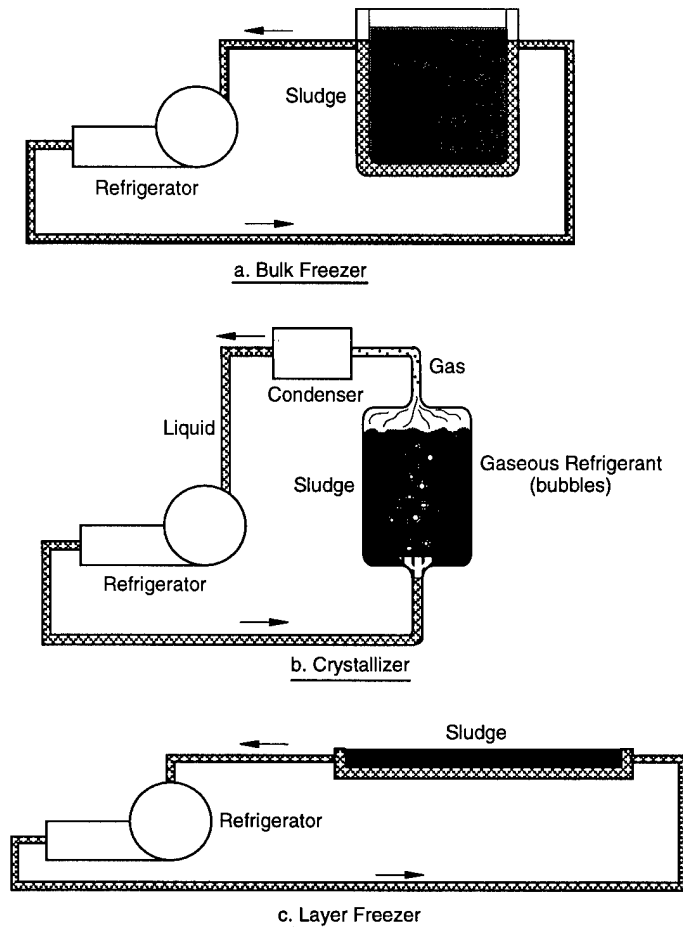 Sludge
Refrigerator
a. Bulk Freezer
Gas
Condenser
Liquid
Gaseous Refrigerant
(bubbles)
Sludge
Refrigerator
b. Crystallizer
Sludge
Refrigerator
c. Layer Freezer